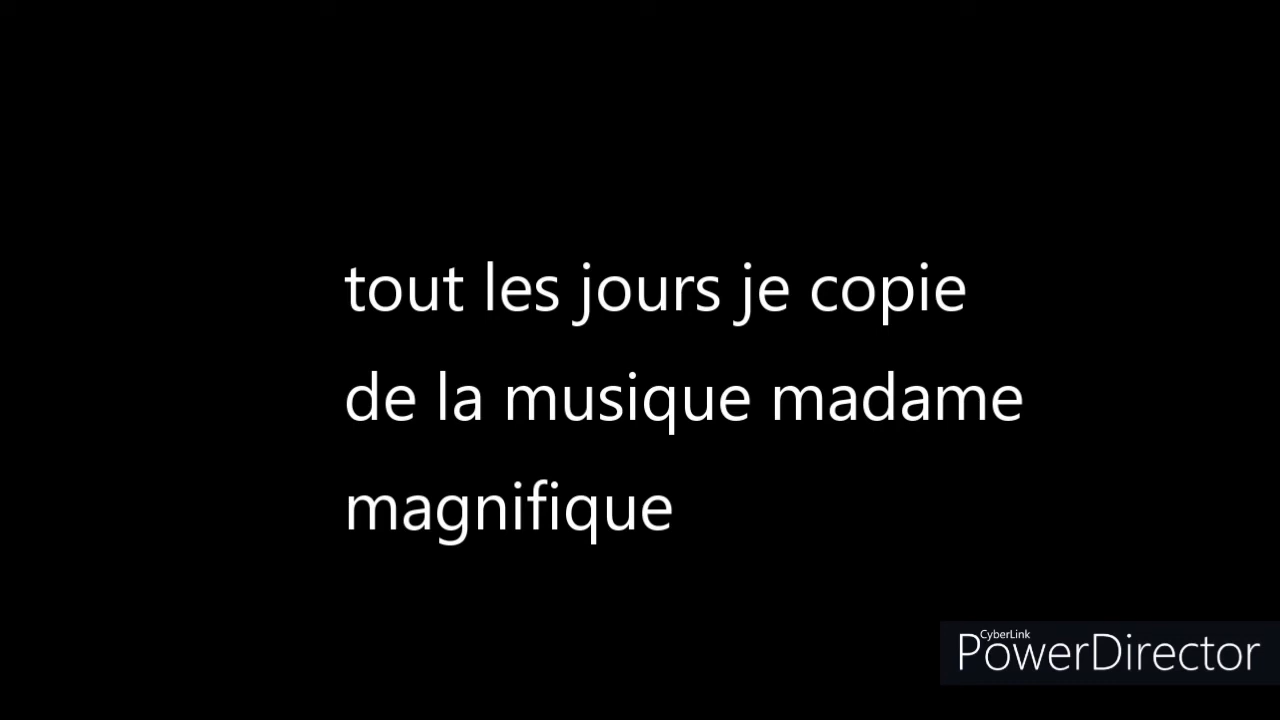 tout les jours je copie
de la musique madame
magnifique
CyberLink
PowerDirector